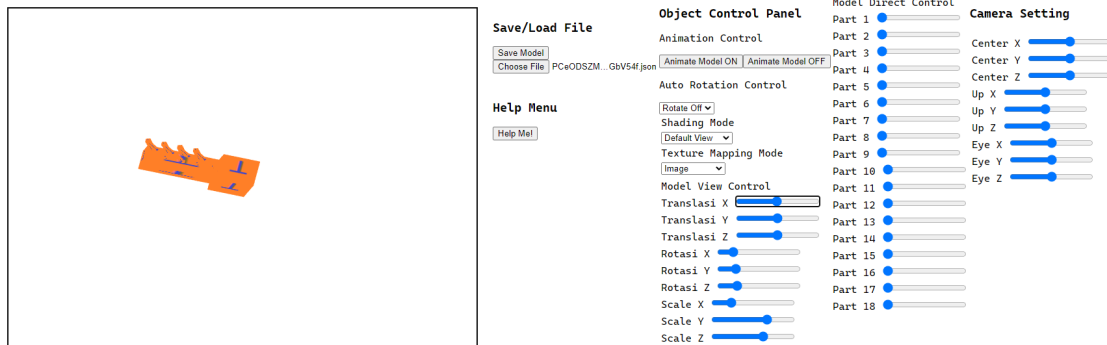 Save/Load File
Save Model
Choose File PCeODSZM...GbV54f.json
Help Menu
Help Me!
Object Control Panel
Animation Control
Animate Model ON Animate Model OFF
Auto Rotation Control
Rotate Off
Shading Mode
Default View
Texture Mapping Mode
Image
Model View Control
Translasi X
Translasi Y
Translasi Z
Rotasi X
Rotasi Y
Rotasi Z
Scale X
Scale Y
Scale Z
Model Direct Control
Part 1
Part 2
Part 3
Part 4
Part 5
Part 6
Part 7
Part 8
Part 9
Part 10
Part 11
Part 12
Part 13
Part 14
Part 15
Part 16
Part 17
Part 18
Camera Setting
Center X
Center Y
Center Z
Up X
Up Y
Up Z
Eye X
Eye Y
Eye Z